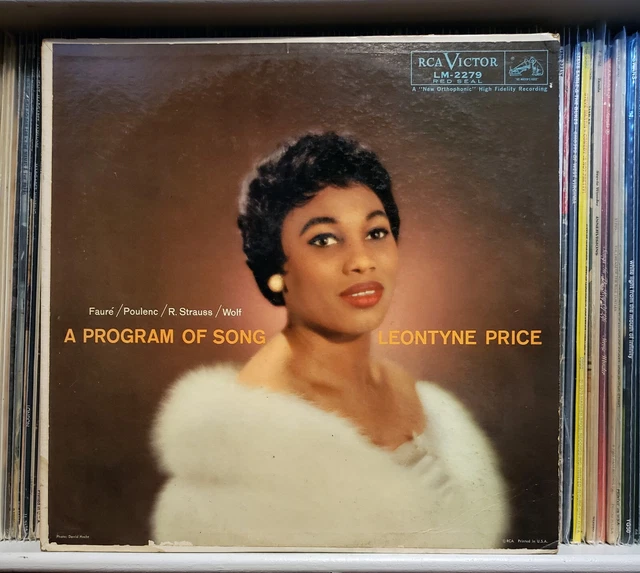 RCA VICTOR
LM-2279
RED SEAL
A "New Orthophonic" High Fidelity Recording
Fauré / Poulenc / R. Strauss / Wolf
A PROGRAM OF SONG LEONTYNE PRICE
Printed in U.S.A.